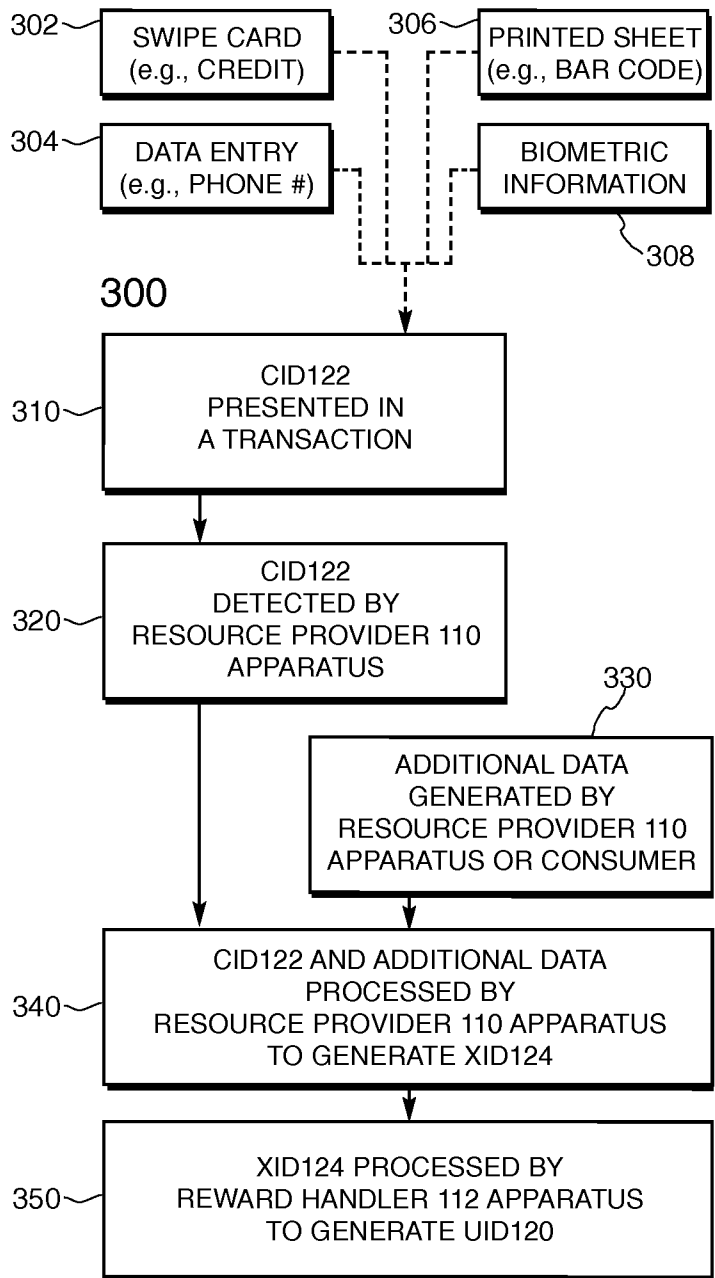 302
SWIPE CARD
(e.g., CREDIT)
306
PRINTED SHEET
(e.g., BAR CODE)
304
DATA ENTRY
(e.g., PHONE #)
BIOMETRIC
INFORMATION
308
300
310
CID122
PRESENTED IN
A TRANSACTION
320
CID122
DETECTED BY
RESOURCE PROVIDER 110
APPARATUS
330
ADDITIONAL DATA
GENERATED BY
RESOURCE PROVIDER 110
APPARATUS OR CONSUMER
340
CID122 AND ADDITIONAL DATA
PROCESSED BY
RESOURCE PROVIDER 110 APPARATUS
TO GENERATE XID124
350
XID124 PROCESSED BY
REWARD HANDLER 112 APPARATUS
TO GENERATE UID120